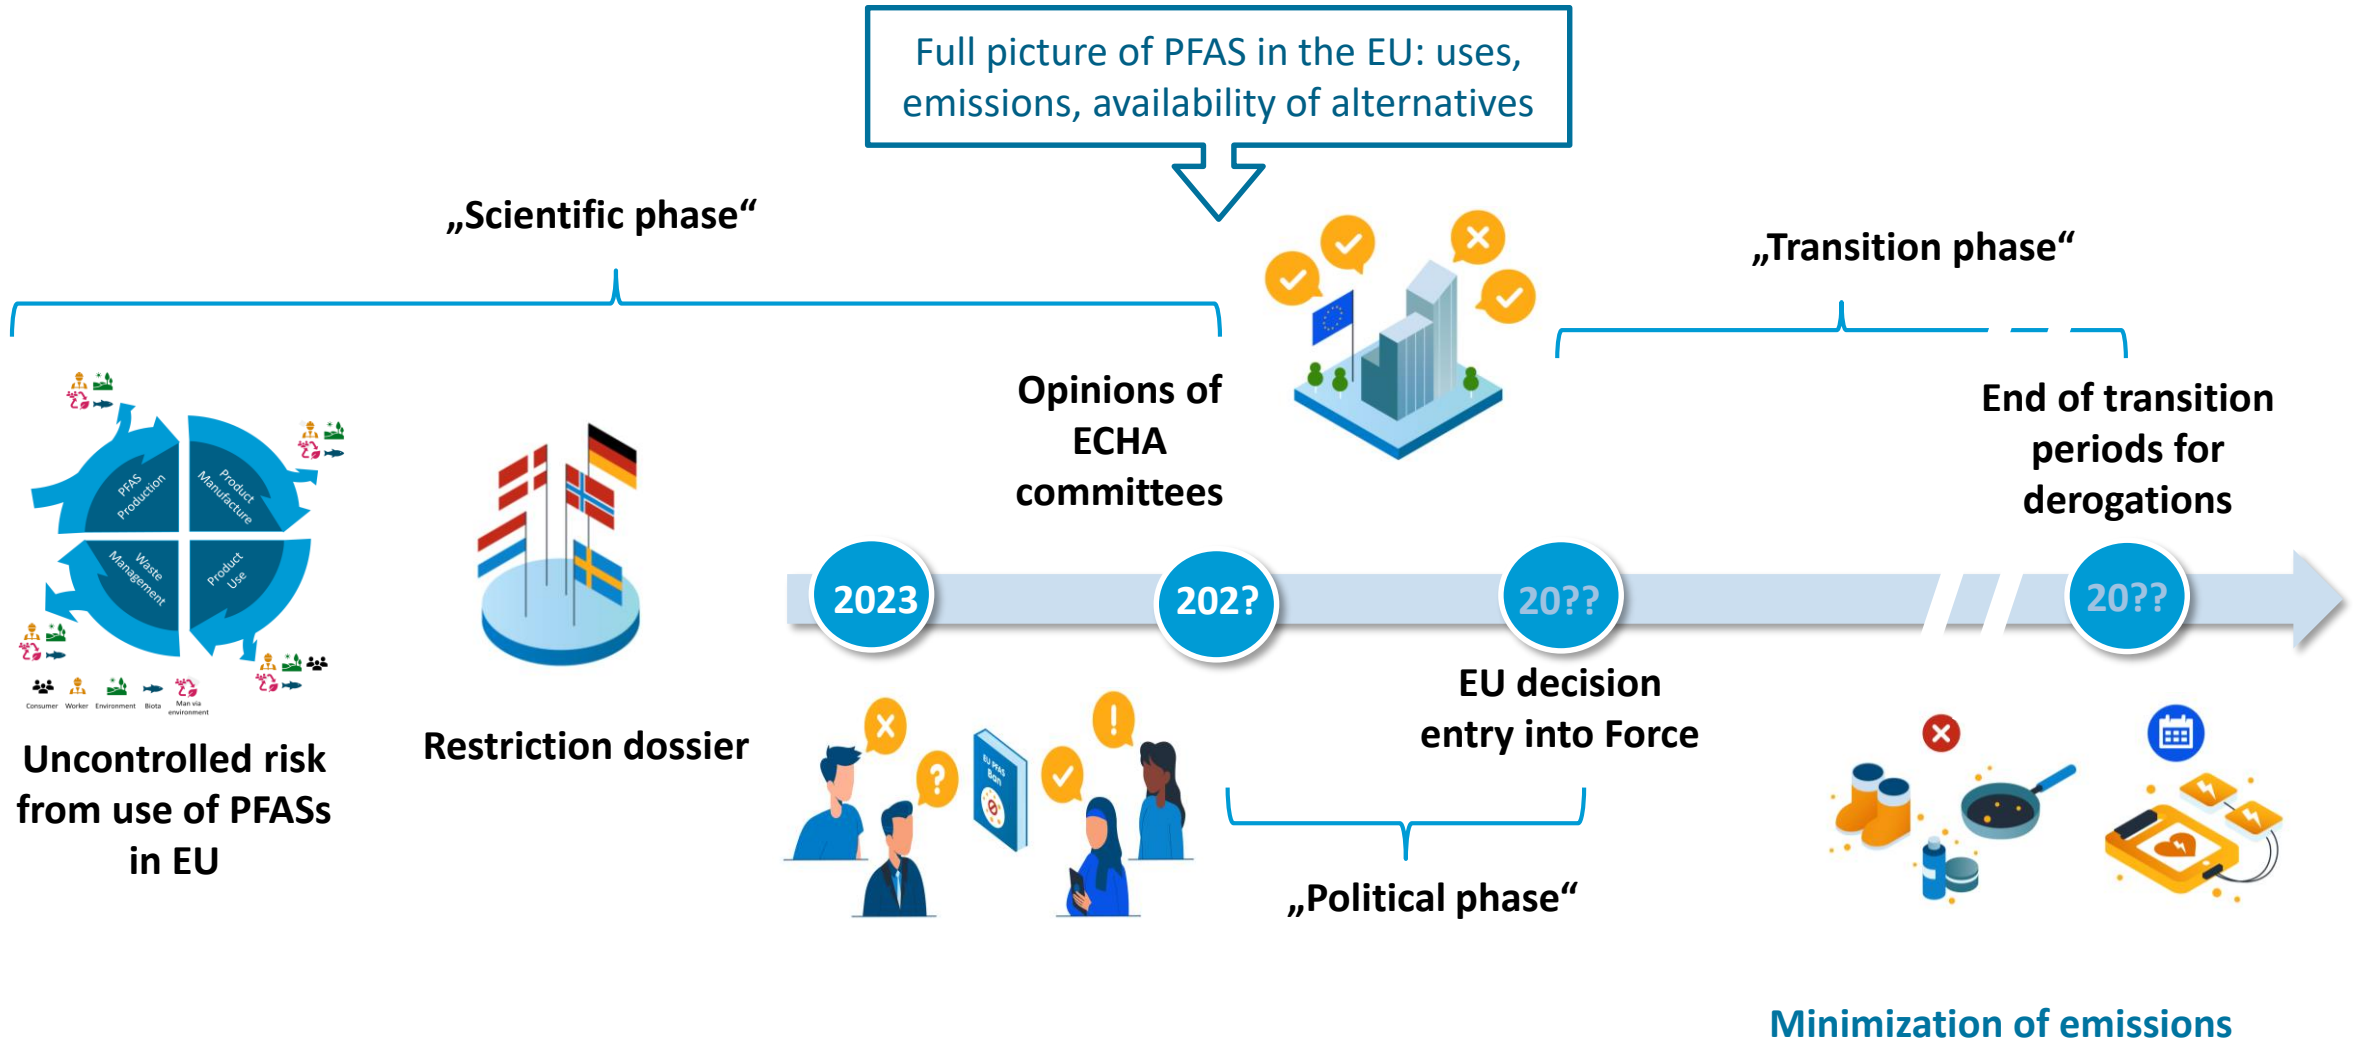 Full picture of PFAS in the EU: uses,
emissions, availability of alternatives
„Scientific phase“
„Transition phase“
Opinions of
ECHA
committees
End of transition
periods for
derogations
PFAS
Production
Product
Manufacture
Waste
Management
Product
Use
Consumer
Worker
Environment
Biota
Man via
environment
Uncontrolled risk
from use of PFASs
in EU
Restriction dossier
2023
202?
20??
20??
EU PFAS
Ban
EU decision
entry into Force
„Political phase“
Minimization of emissions